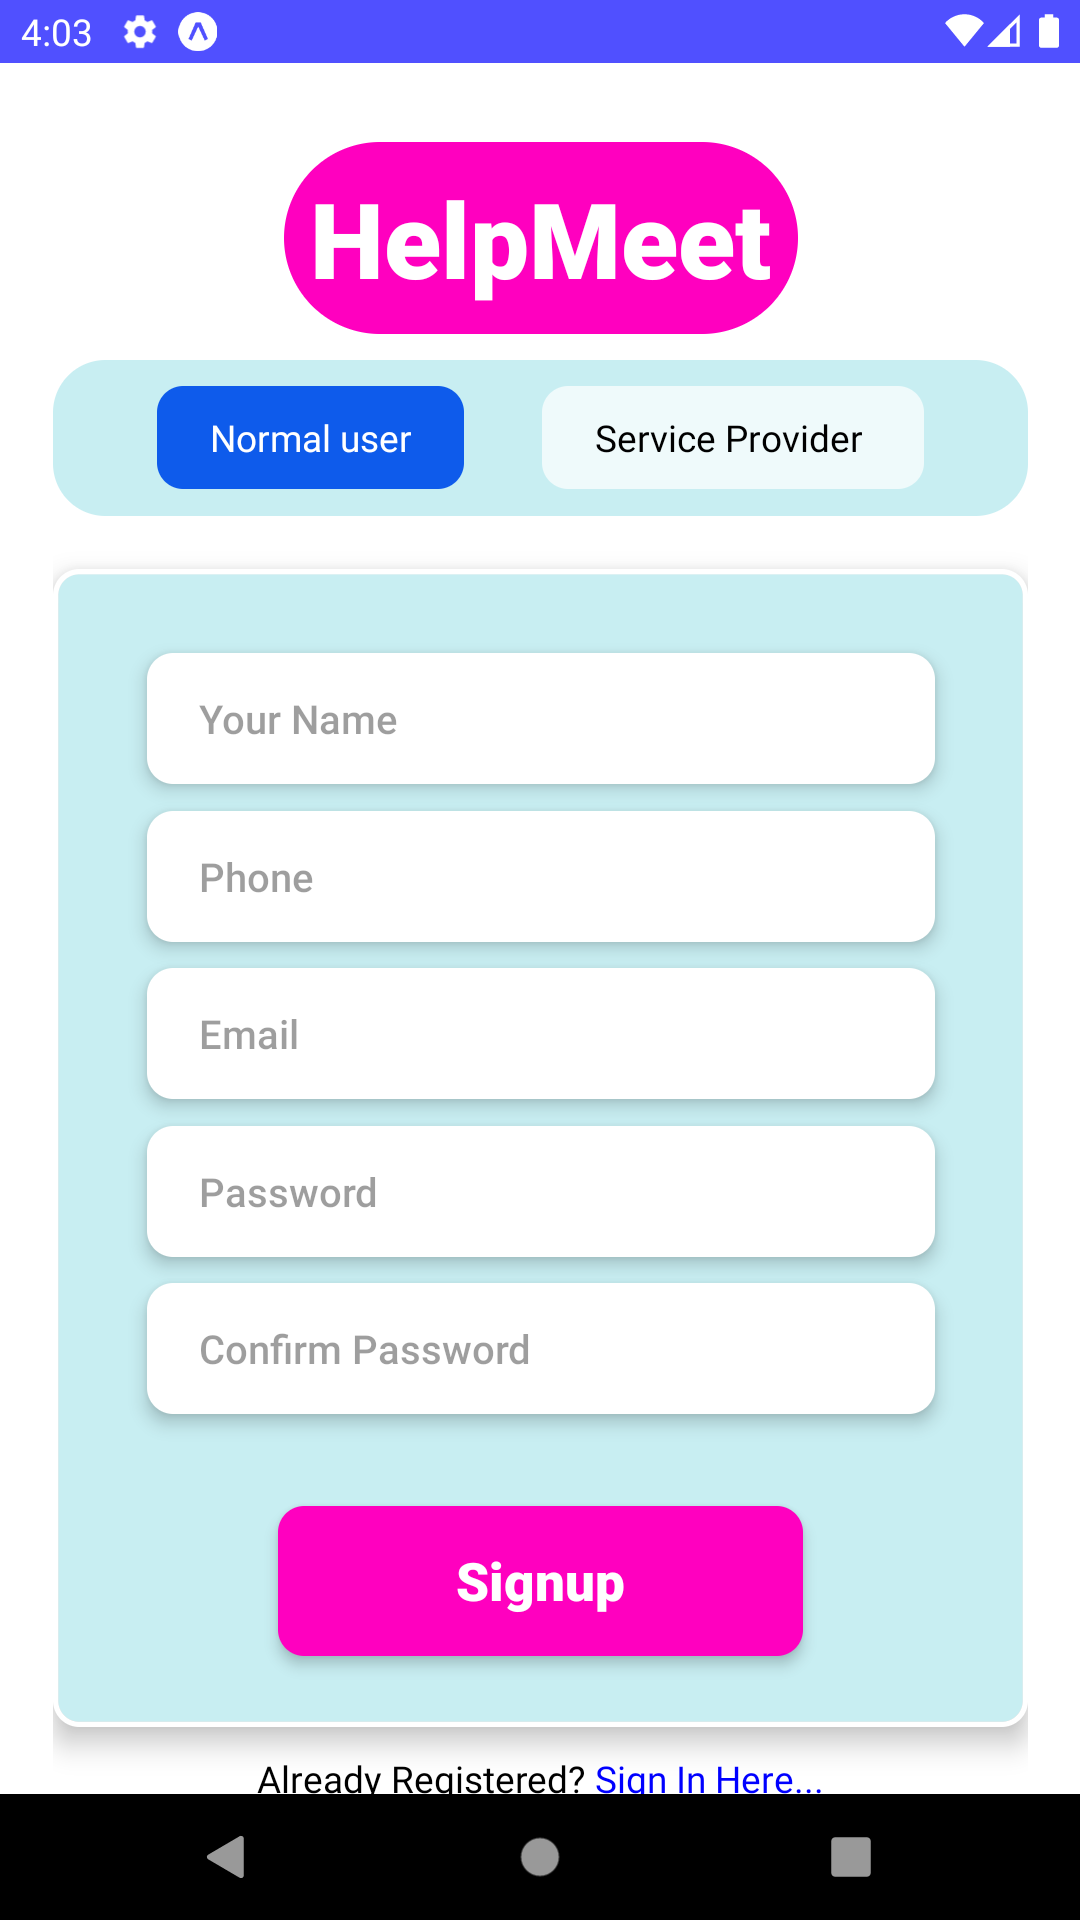 4:03
HelpMeet
Normal user
Service Provider
Your Name
Phone
Email
Password
Confirm Password
Signup
Already Registered? Sign In Here...